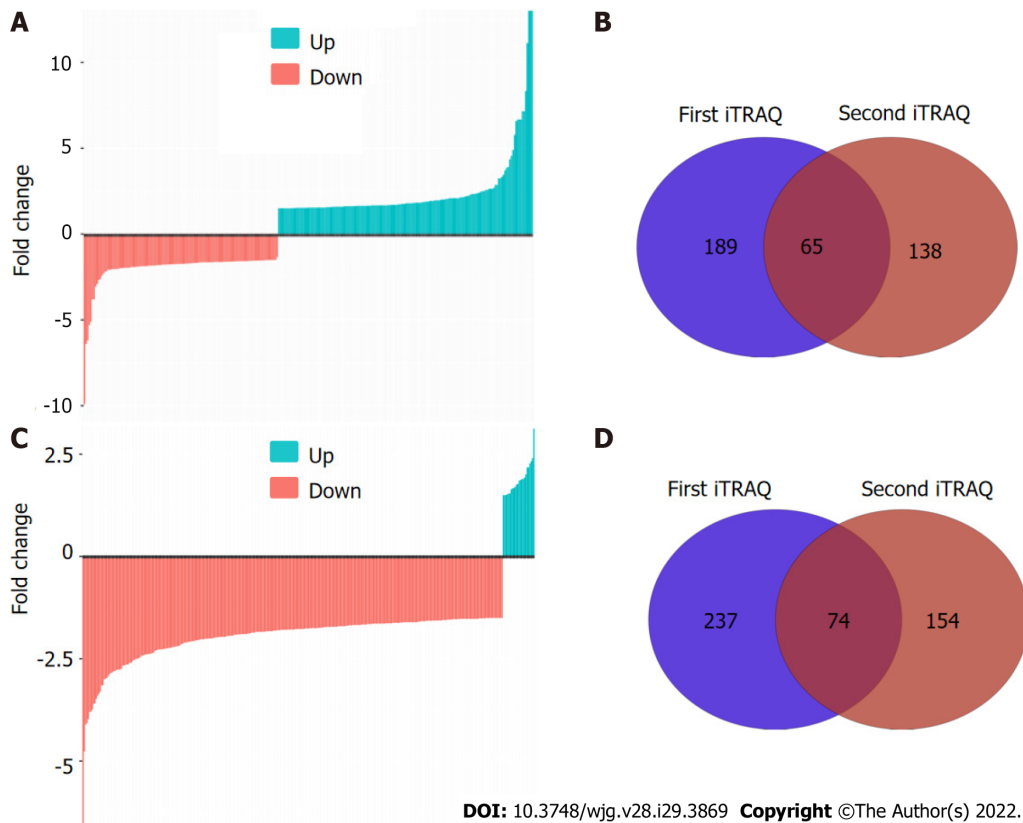 A
Up
Down
10
5
0
-5
-10
Fold change
B
First iTRAQ
Second iTRAQ
189
65
138
C
Up
Down
2.5
0
-2.5
-5
Fold change
D
First iTRAQ
Second iTRAQ
237
74
154
DOI: 10.3748/wjg.v28.i29.3869 Copyright ©The Author(s) 2022.